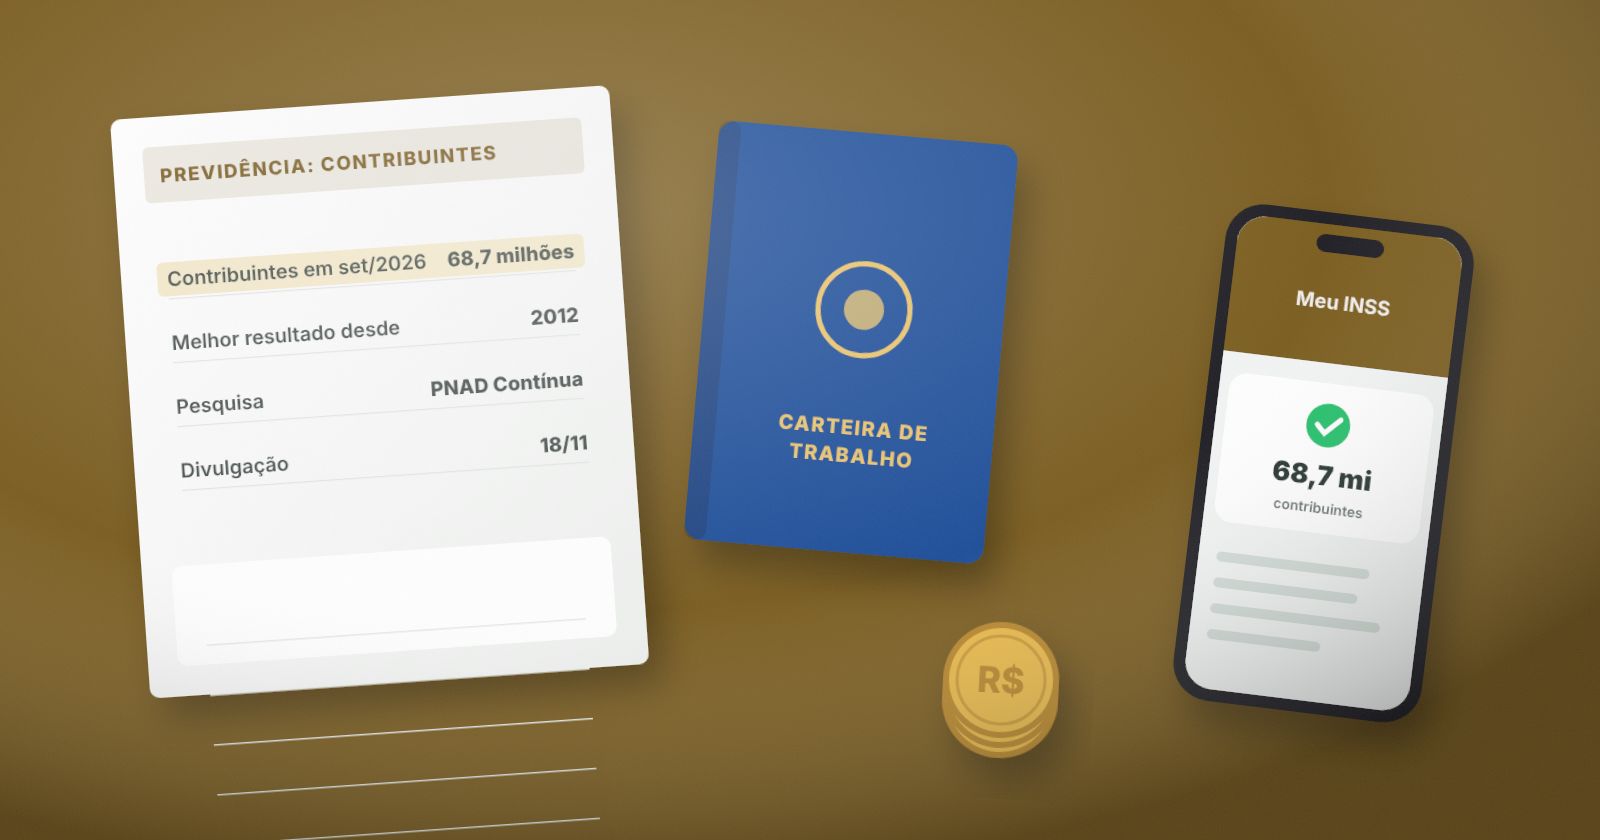 PREVIDÊNCIA: CONTRIBUINTES
Contribuintes em set/2026 68,7 milhões
Melhor resultado desde 2012
Pesquisa PNAD Contínua
Divulgação 18/11
CARTEIRA DE
TRABALHO
R$
Meu INSS
68,7 mi
contribuintes